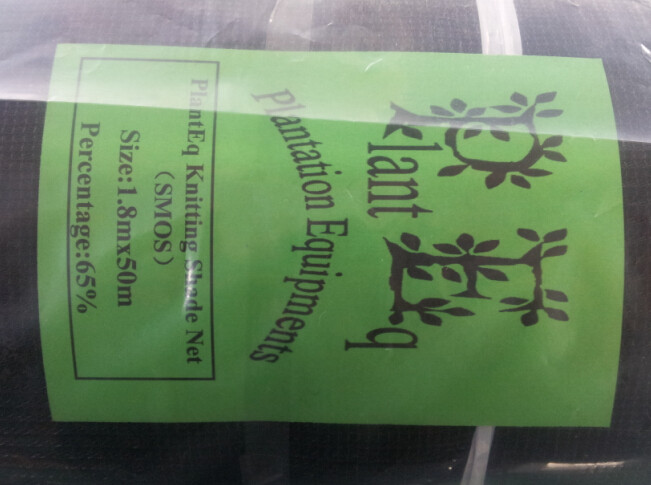 Plant Eq
Plantation Equipments
PlantEq Knitting Shade Net
(SMOS)
Size:1.8mx50m
Percentage:65%